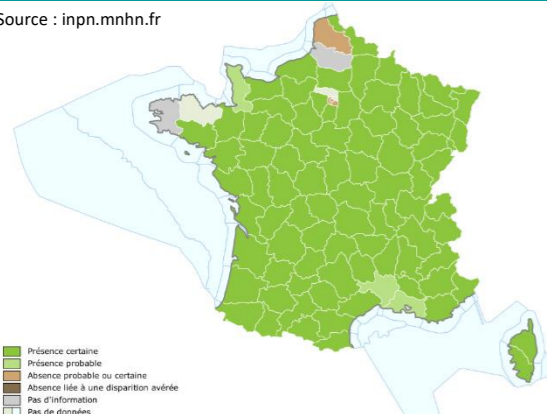 Source : inpn.mnhn.fr
Présence certaine
Présence probable
Absence probable ou certaine
Absence liée à une disparition avérée
Pas d'information
Pas de données